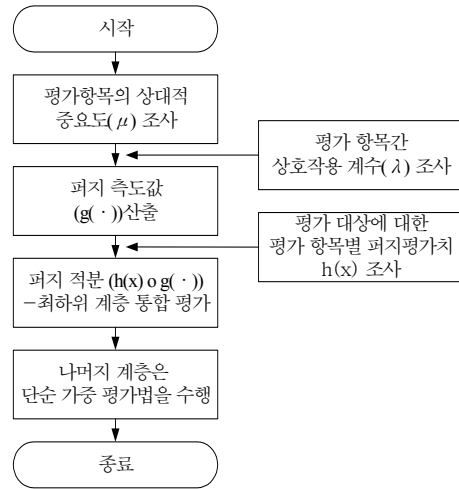 시작
평가항목의 상대적
중요도( μ ) 조사
평가 항목간
상호작용 계수( λ ) 조사
퍼지 측도값
(g( · ))산출
평가 대상에 대한
평가 항목별 퍼지평가치
h(x) 조사
퍼지 적분 (h(x) o g( · ))
-최하위 계층 통합 평가
나머지 계층은
단순 가중 평가법을 수행
종료